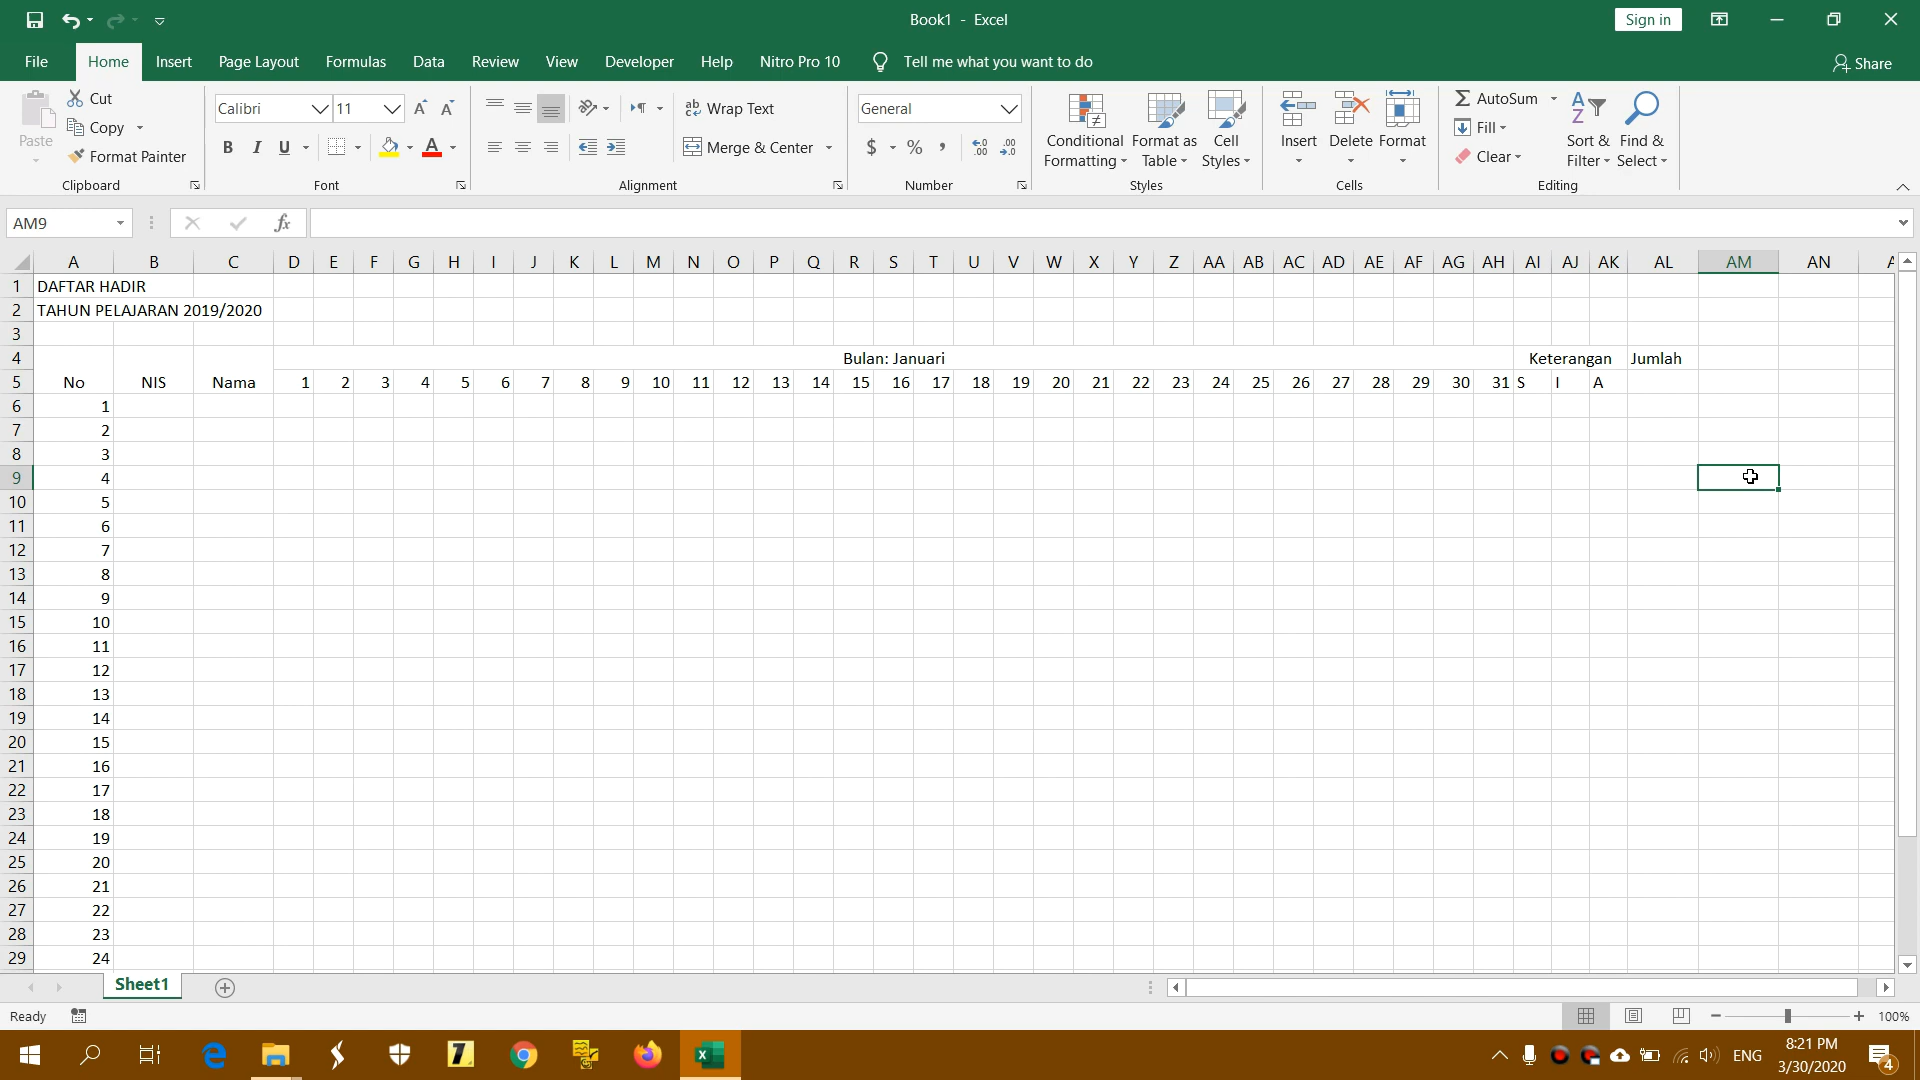 Book1 - Excel
Sign in
File Home Insert Page Layout Formulas Data Review View Developer Help Nitro Pro 10 Tell me what you want to do Share
Paste
Cut
Copy
Format Painter
Clipboard
Calibri 11
B I U A
Font
Wrap Text
Merge & Center
Alignment
General
$ % ,
Number
Conditional Formatting
Format as Table
Cell Styles
Styles
Insert Delete Format
Cells
AutoSum
Fill
Clear
Sort & Filter
Find & Select
Editing
AM9 fx
A B C D E F G H I J K L M N O P Q R S T U V W X Y Z AA AB AC AD AE AF AG AH AI AJ AK AL AM AN
1 DAFTAR HADIR
2 TAHUN PELAJARAN 2019/2020
3
4 Bulan: Januari Keterangan Jumlah
5 No NIS Nama 1 2 3 4 5 6 7 8 9 10 11 12 13 14 15 16 17 18 19 20 21 22 23 24 25 26 27 28 29 30 31 S I A
6 1
7 2
8 3
9 4
10 5
11 6
12 7
13 8
14 9
15 10
16 11
17 12
18 13
19 14
20 15
21 16
22 17
23 18
24 19
25 20
26 21
27 22
28 23
29 24
Sheet1
Ready 100%
ENG
8:21 PM
3/30/2020
4